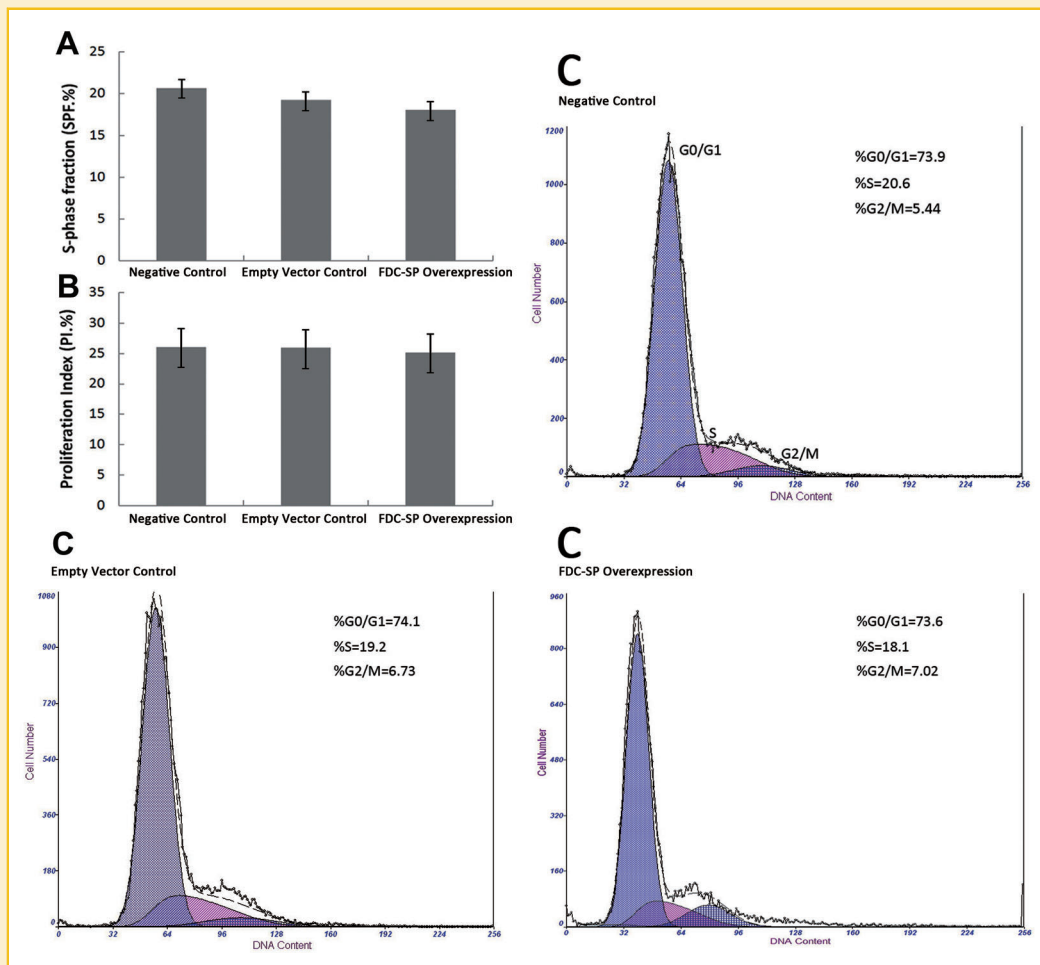 A
S-phase fraction (SPF.%)
25
20
15
10
5
0
Negative Control Empty Vector Control FDC-SP Overexpression
B
Proliferation Index (PI.%)
35
30
25
20
15
10
5
0
Negative Control Empty Vector Control FDC-SP Overexpression
C
Negative Control
Cell Number
1200
1000
800
600
400
200
0
G0/G1
S
G2/M
%G0/G1=73.9
%S=20.6
%G2/M=5.44
0 32 64 96 128 160 192 224 256
DNA Content
C
Empty Vector Control
Cell Number
1080
900
720
540
360
180
0
%G0/G1=74.1
%S=19.2
%G2/M=6.73
0 32 64 96 128 160 192 224 256
DNA Content
C
FDC-SP Overexpression
Cell Number
960
800
640
480
320
160
0
%G0/G1=73.6
%S=18.1
%G2/M=7.02
0 32 64 96 128 160 192 224 256
DNA Content